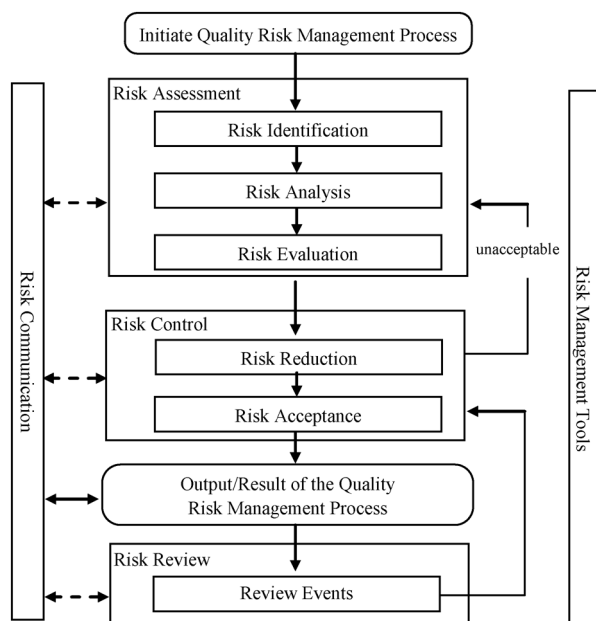 Initiate Quality Risk Management Process
Risk Assessment
Risk Identification
Risk Analysis
Risk Evaluation
unacceptable
Risk Control
Risk Reduction
Risk Acceptance
Output/Result of the Quality
Risk Management Process
Risk Review
Review Events
Risk Communication
Risk Management Tools